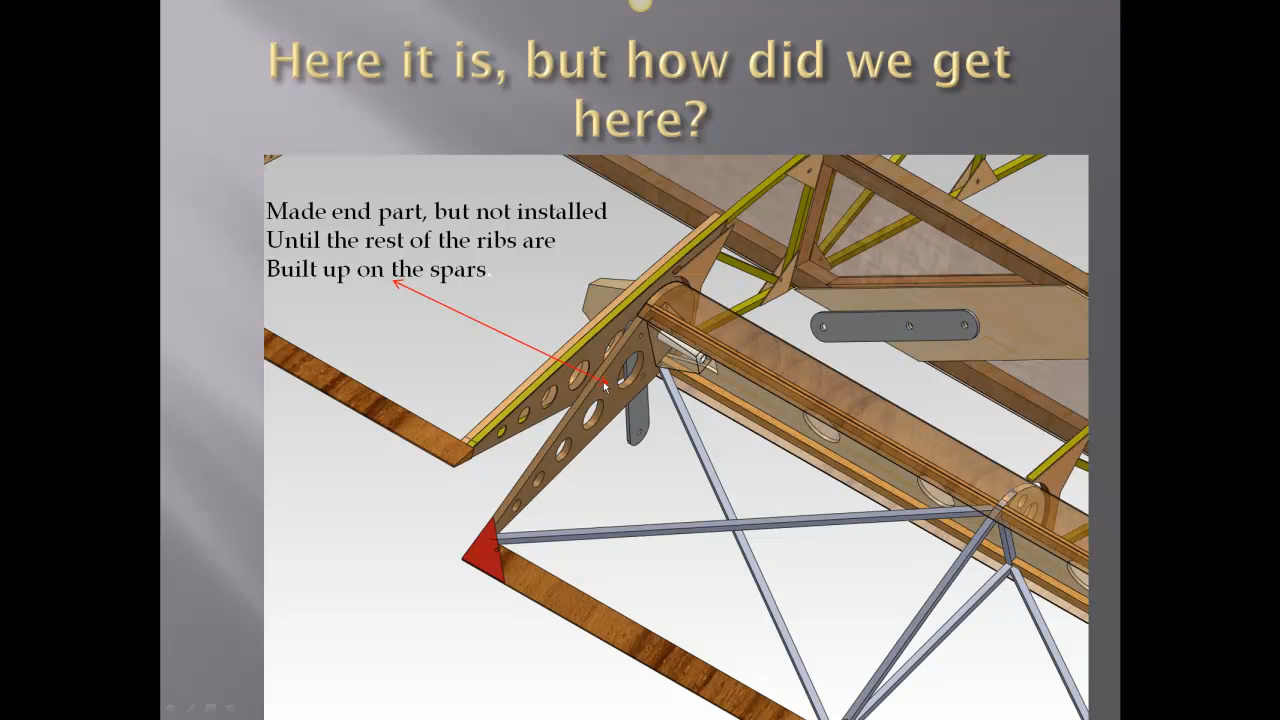 Here it is, but how did we get
here?
Made end part, but not installed
Until the rest of the ribs are
Built up on the spars.